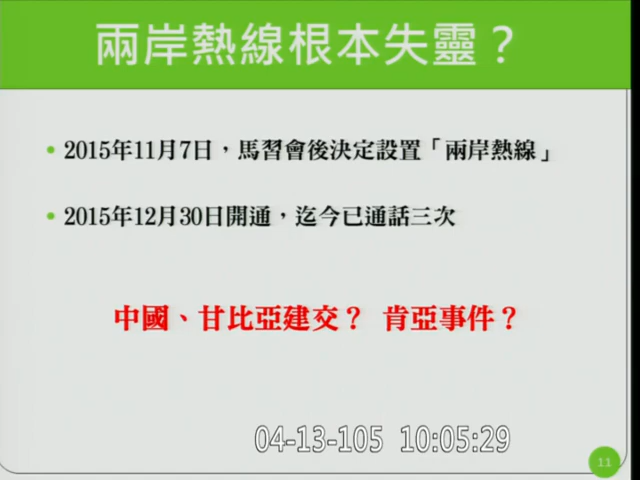 兩岸熱線根本失靈？
• 2015年11月7日，馬習會後決定設置「兩岸熱線」
• 2015年12月30日開通，迄今已通話三次
中國、甘比亞建交？ 肯亞事件？
04-13-105 10:05:29
11